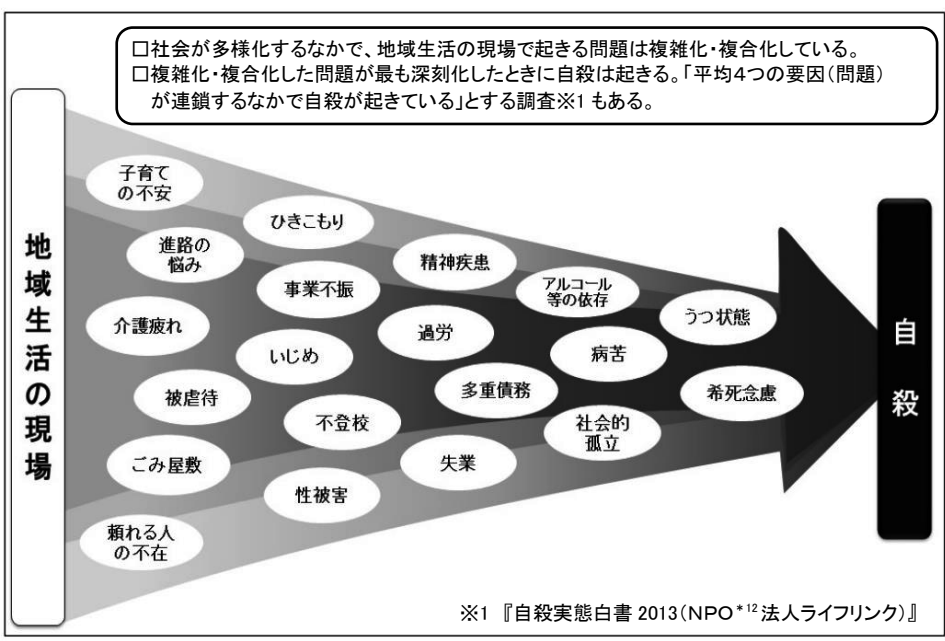 □社会が多様化するなかで、地域生活の現場で起きる問題は複雑化・複合化している。
□複雑化・複合化した問題が最も深刻化したときに自殺は起きる。「平均4つの要因(問題)
が連鎖するなかで自殺が起きている」とする調査※1もある。
地域生活の現場
子育て
の不安
進路の
悩み
介護疲れ
被虐待
ごみ屋敷
頼れる人
の不在
ひきこもり
事業不振
いじめ
不登校
性被害
精神疾患
過労
多重債務
失業
アルコール
等の依存
病苦
社会的
孤立
うつ状態
希死念慮
自殺
※1 『自殺実態白書 2013(NPO*12法人ライフリンク)』